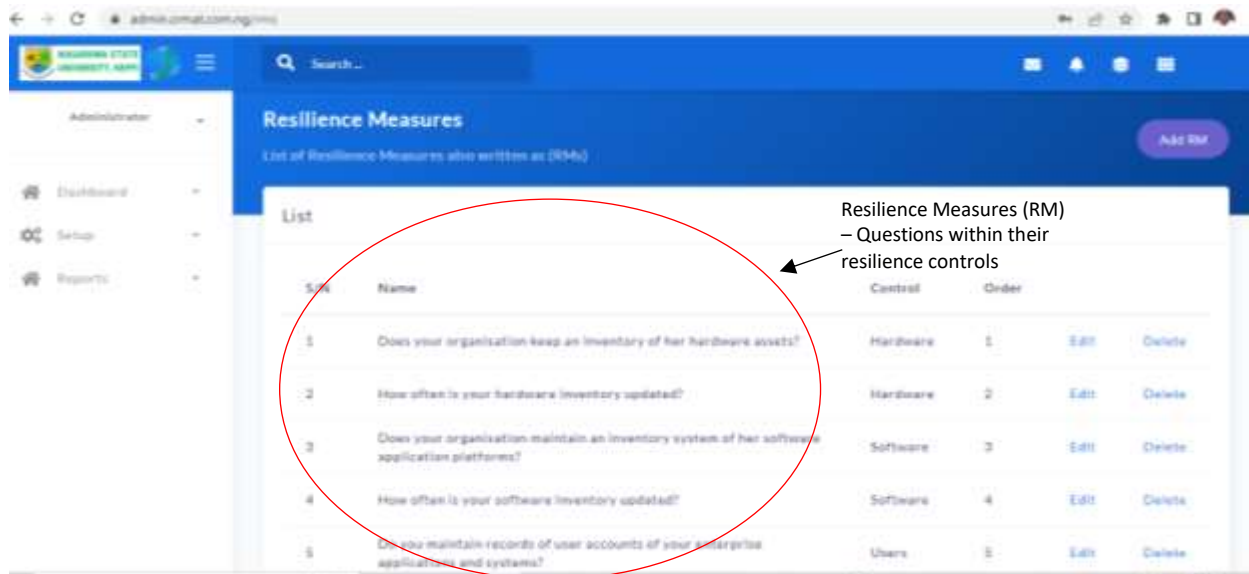 Search...
Administrator
Resilience Measures
Add RM
List of Resilience Measures also written as (RMs)
Dashboard
Setup
Reports
List
Resilience Measures (RM)
– Questions within their
resilience controls
S/N Name Control Order
1 Does your organisation keep an inventory of her hardware assets? Hardware 1 Edit Delete
2 How often is your hardware inventory updated? Hardware 2 Edit Delete
3 Does your organisation maintain an inventory system of her software Software 3 Edit Delete
application platforms?
4 How often is your software inventory updated? Software 4 Edit Delete
5 Do you maintain records of user accounts of your enterprise Users 5 Edit Delete
applications and systems?